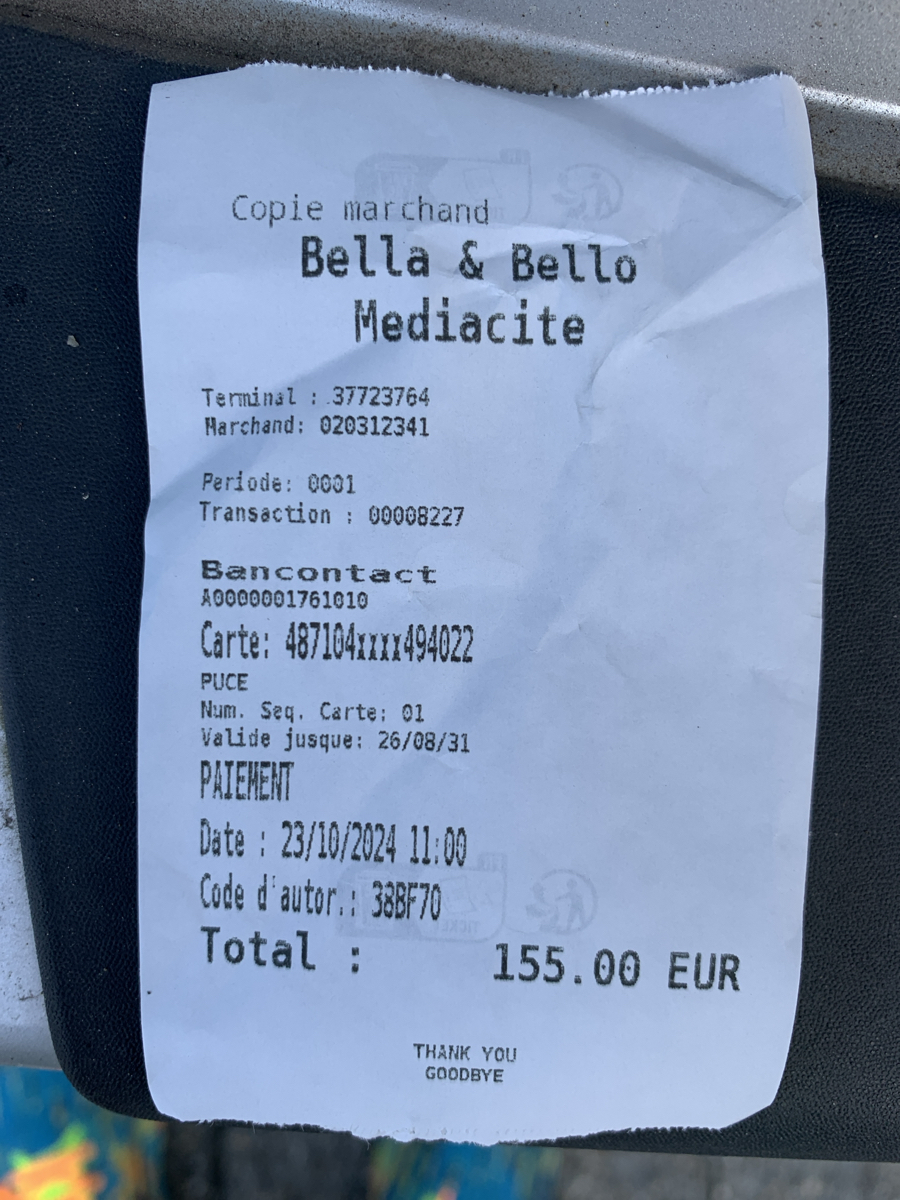 Copie marchand
Bella & Bello
Mediacite
Terminal : 37723764
Marchand: 020312341
Periode: 0001
Transaction : 00008227
Bancontact
A0000001761010
Carte: 487104xxxx494022
PUCE
Num. Seq. Carte: 01
Valide jusque: 26/08/31
PAIEMENT
Date : 23/10/2024 11:00
Code d'autor.: 38BF70
Total : 155.00 EUR
THANK YOU
GOODBYE